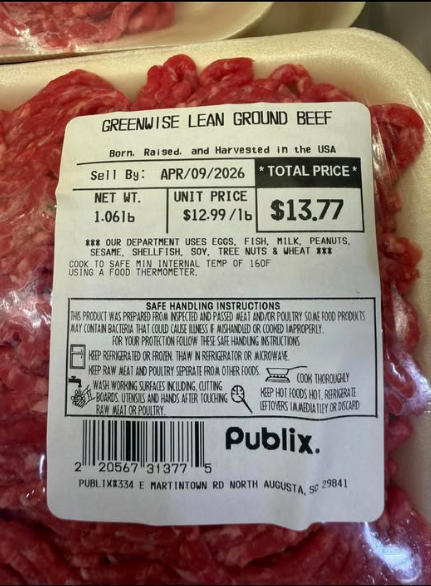 GREENWISE LEAN GROUND BEEF
Born, Raised, and Harvested in the USA
Sell By: APR/09/2026
* TOTAL PRICE *
NET WT. UNIT PRICE
1.06lb $12.99/lb $13.77
*** OUR DEPARTMENT USES EGGS, FISH, MILK, PEANUTS,
SESAME, SHELLFISH, SOY, TREE NUTS & WHEAT ***
COOK TO SAFE MIN INTERNAL TEMP OF 160F
USING A FOOD THERMOMETER.
SAFE HANDLING INSTRUCTIONS
THIS PRODUCT WAS PREPARED FROM INSPECTED AND PASSED MEAT AND/OR POULTRY SOME FOOD PRODUCTS
MAY CONTAIN BACTERIA THAT COULD CAUSE ILLNESS IF MISHANDLED OR COOKED IMPROPERLY.
FOR YOUR PROTECTION FOLLOW THESE SAFE HANDLING INSTRUCTIONS
KEEP REFRIGERATED OR FROZEN. THAW IN REFRIGERATOR OR MICROWAVE.
KEEP RAW MEAT AND POULTRY SEPERATE FROM OTHER FOODS.
COOK THOROUGHLY
WASH WORKING SURFACES INCLUDING, CUTTING
BOARDS, UTENSILS AND HANDS AFTER TOUCHING
RAW MEAT OR POULTRY.
KEEP HOT FOODS HOT, REFRIGERATE
LEFTOVERS IMMEDIATLEY OR DISCARD
Publix.
2 20567 31377 5
PUBLIX#334 E MARTINTOWN RD NORTH AUGUSTA, SC 29841